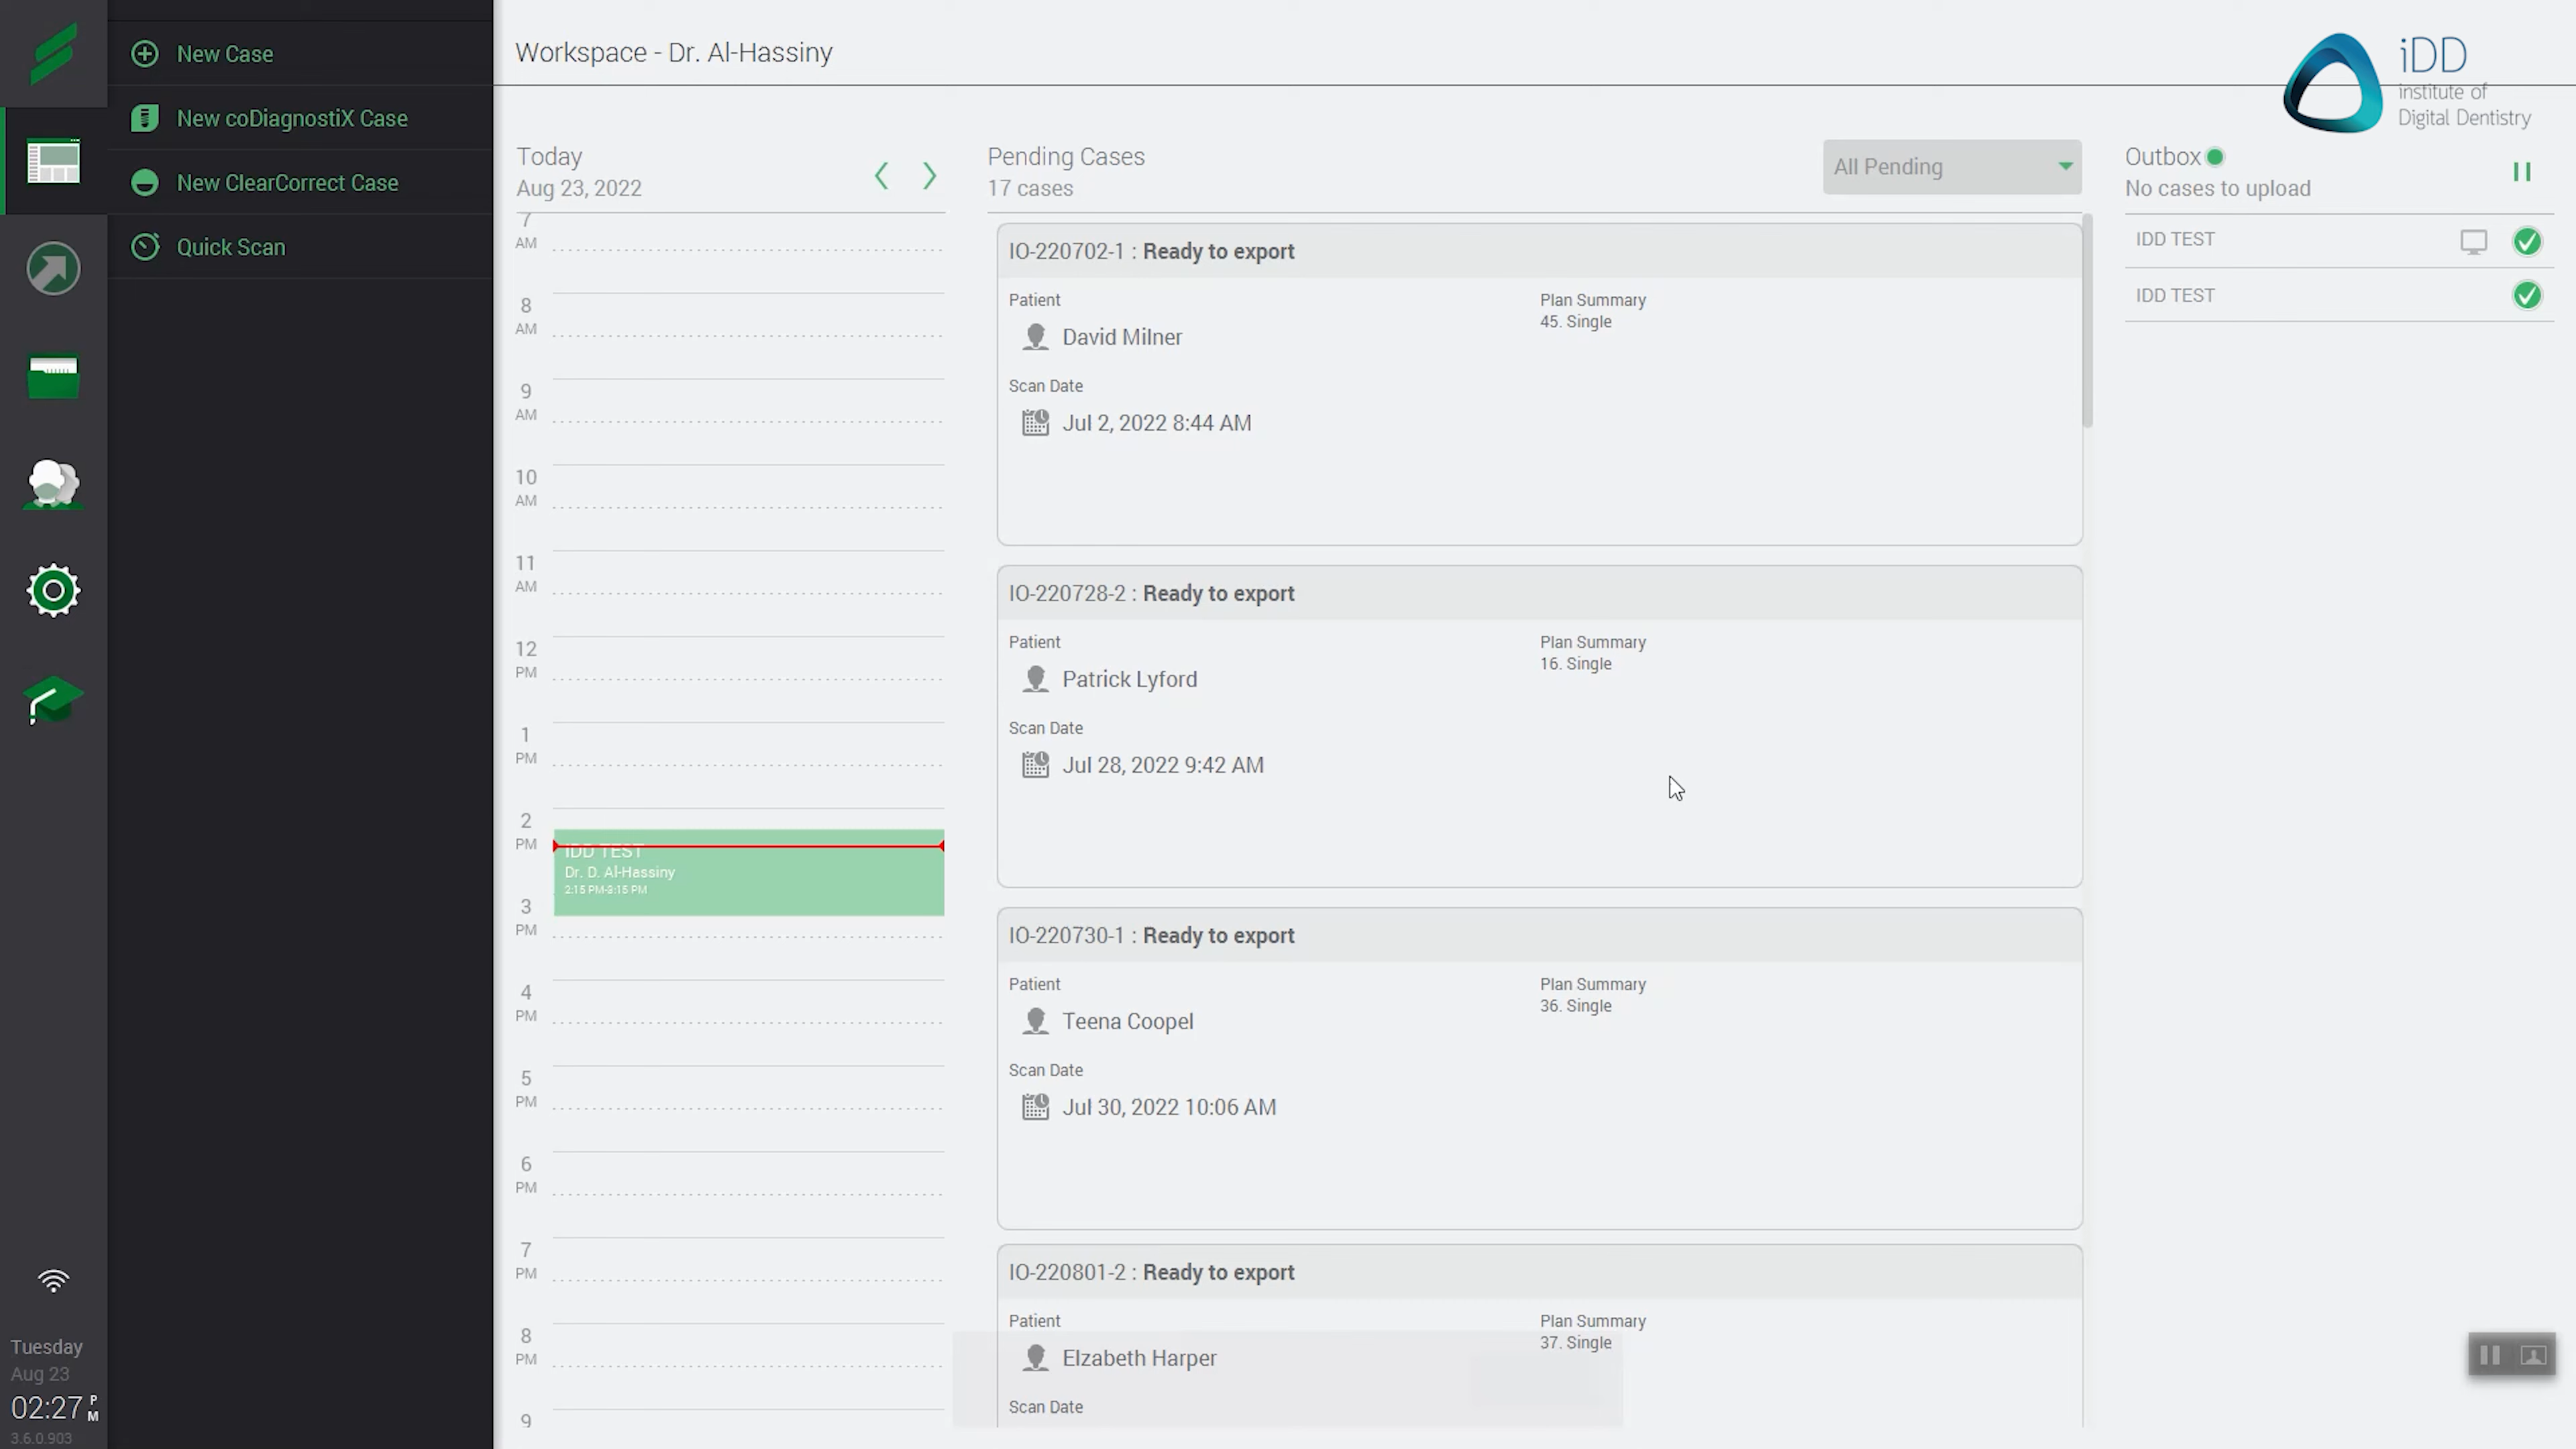 New Case
New coDiagnostiX Case
New ClearCorrect Case
Quick Scan
Tuesday
Aug 23
02:27 PM
3.6.0.903
Workspace - Dr. Al-Hassiny
iDD
institute of
Digital Dentistry
Today
Aug 23, 2022
7
AM
8
AM
9
AM
10
AM
11
AM
12
PM
1
PM
2
PM
IDD TEST
Dr. D. Al-Hassiny
2:15 PM-3:15 PM
3
PM
4
PM
5
PM
6
PM
7
PM
8
PM
9
Pending Cases
17 cases
All Pending
IO-220702-1 : Ready to export
Patient
David Milner
Scan Date
Jul 2, 2022 8:44 AM
Plan Summary
45. Single
IO-220728-2 : Ready to export
Patient
Patrick Lyford
Scan Date
Jul 28, 2022 9:42 AM
Plan Summary
16. Single
IO-220730-1 : Ready to export
Patient
Teena Coopel
Scan Date
Jul 30, 2022 10:06 AM
Plan Summary
36. Single
IO-220801-2 : Ready to export
Patient
Elzabeth Harper
Scan Date
Plan Summary
37. Single
Outbox
No cases to upload
IDD TEST
IDD TEST